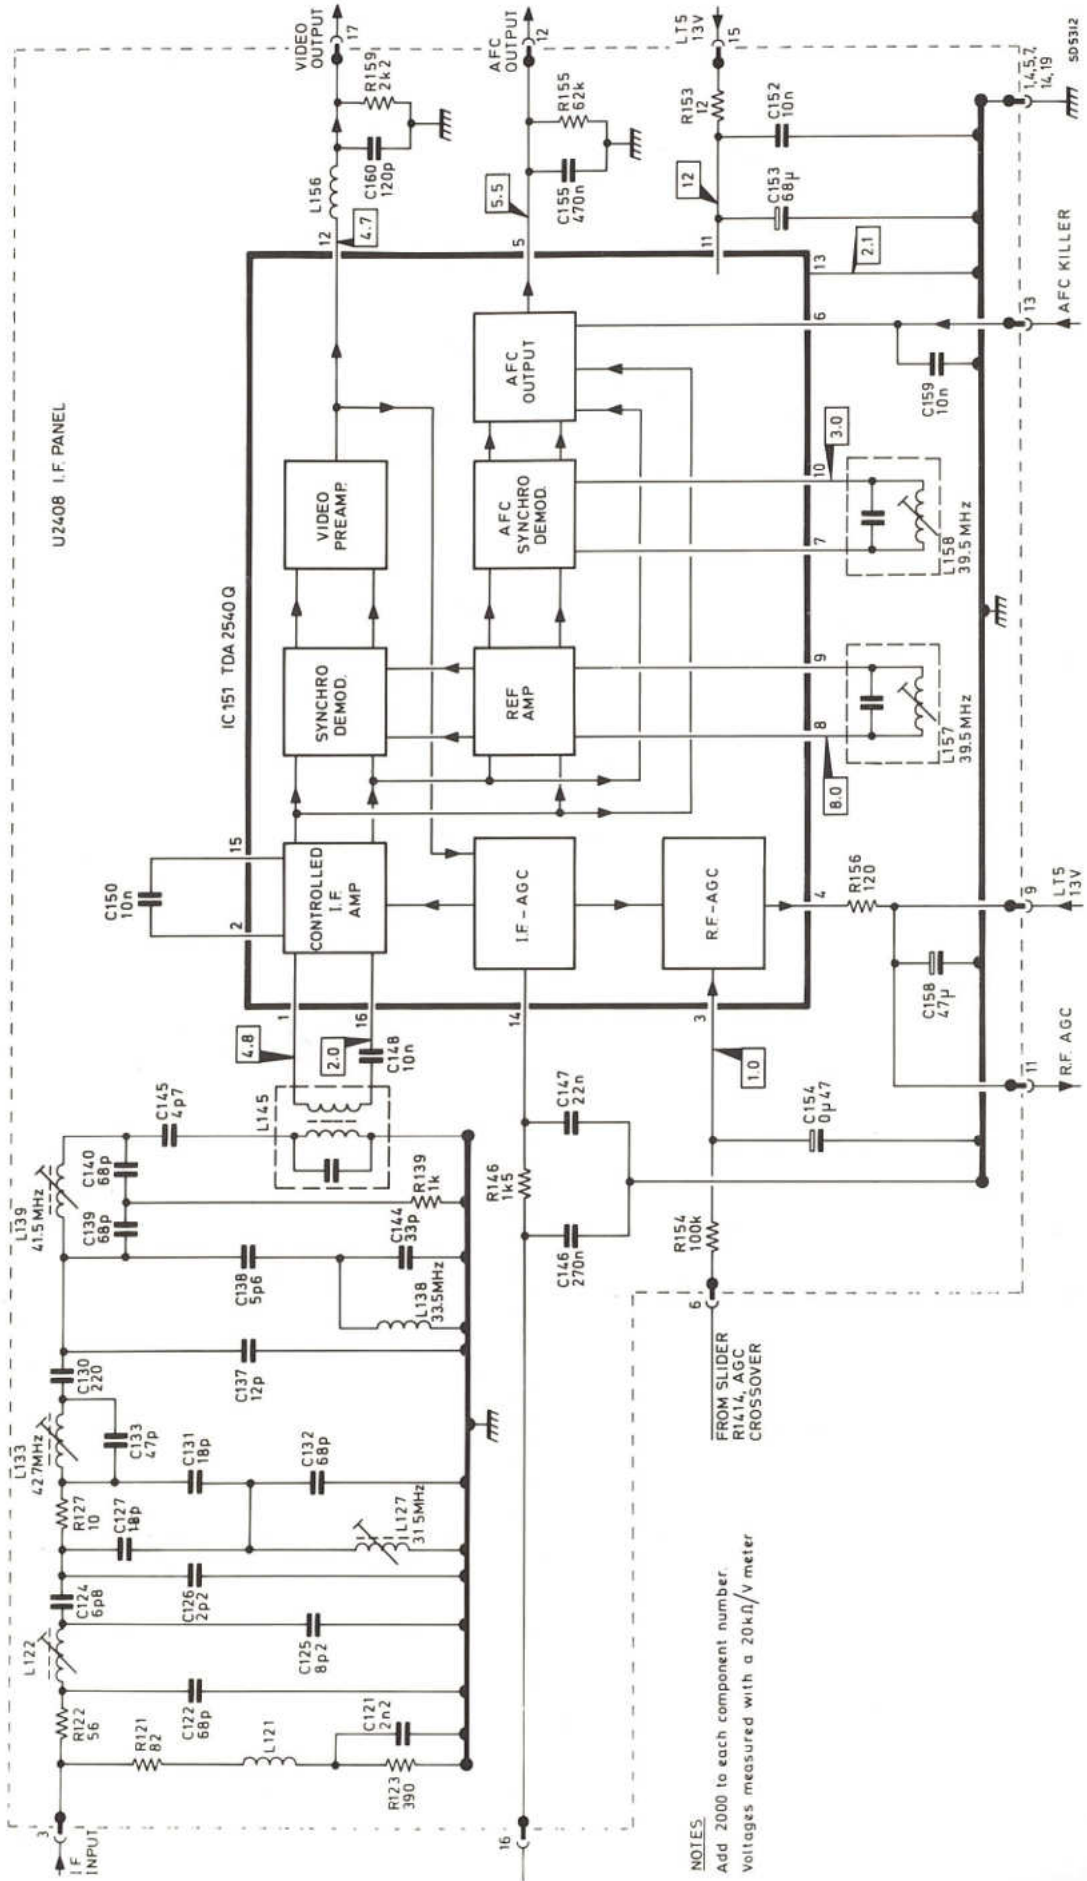 U2408 I.F. PANEL
IC151 TDA 2540Q
3
I.F.
INPUT
R122
56
R121
82
L121
R123
390
C121
2n2
C122
68p
L122
C125
8p2
C124
6p8
C126
2p2
C127
18p
R127
10
L127
31.5MHz
C131
18p
C132
68p
L133
42.7MHz
C133
47p
C130
220
C137
12p
C138
5p6
L138
33.5MHz
C144
33p
L139
41.5MHz
C139
68p
C140
68p
R139
1k
C145
4p7
L145
C148
10n
4.8
2.0
1
16
C150
10n
2
15
CONTROLLED
I.F.
AMP
SYNCHRO
DEMOD.
VIDEO
PREAMP.
12
4.7
L156
C160
120p
R159
2k2
VIDEO
OUTPUT
17
16
R146
1k5
C146
270n
C147
22n
14
I.F.-AGC
REF
AMP
AFC
SYNCHRO
DEMOD.
AFC
OUTPUT
5
5.5
C155
470n
R155
62k
AFC
OUTPUT
12
FROM SLIDER
R1414, AGC
CROSSOVER
6
R154
100k
C154
0µ47
1.0
3
R.F.-AGC
4
R156
120
C158
47µ
11
R.F. AGC
9
LT5
13V
8
9
8.0
L157
39.5MHz
7
10
3.0
L158
39.5MHz
6
C159
10n
13
AFC KILLER
13
2.1
11
12
C153
68µ
C152
10n
R153
12
LT5
13V
15
1,4,5,7,
14,19
SD5312
NOTES
Add 2000 to each component number.
Voltages measured with a 20kΩ/V meter